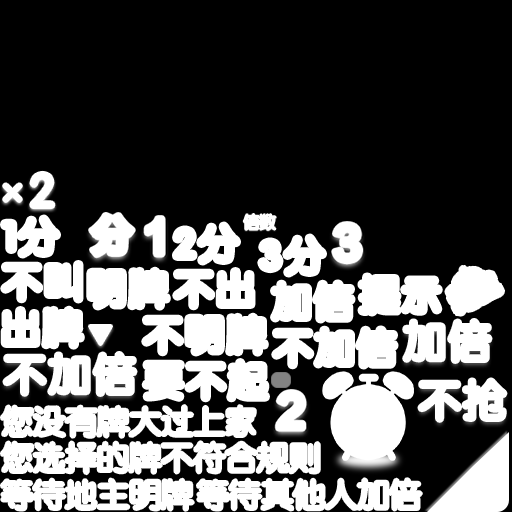 ×2
1分 分 1 2分 倍数 3分 3
不叫 明牌 不出 加倍 提示
出牌 不明牌 不加倍 加倍
不加倍 要不起 2 不抢
您没有牌大过上家
您选择的牌不符合规则
等待地主明牌 等待其他人加倍